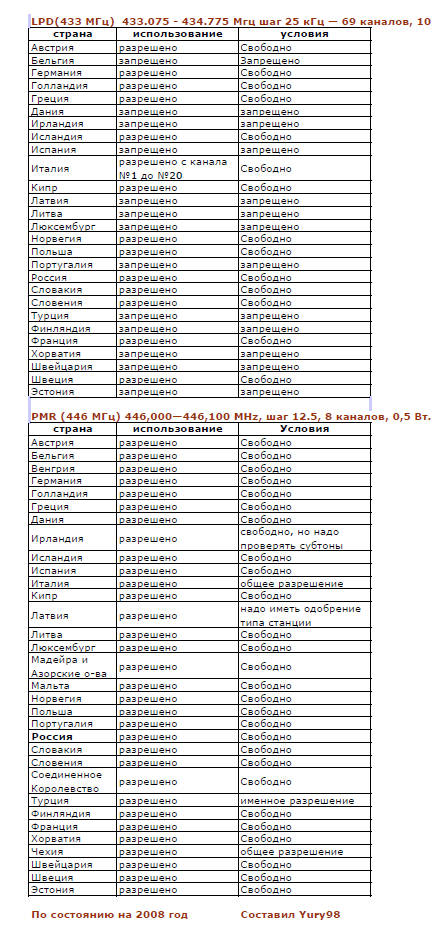 LPD(433 МГц) 433.075 - 434.775 Мгц шаг 25 кГц — 69 каналов, 10
страна использование условия
Австрия разрешено Свободно
Бельгия запрещено Запрещено
Германия разрешено Свободно
Голландия разрешено Свободно
Греция разрешено Свободно
Дания запрещено запрещено
Ирландия запрещено запрещено
Исландия разрешено Свободно
Испания запрещено запрещено
Италия разрешено с канала №1 до №20 Свободно
Кипр разрешено Свободно
Латвия запрещено запрещено
Литва запрещено запрещено
Люксембург запрещено запрещено
Норвегия разрешено Свободно
Польша разрешено Свободно
Португалия запрещено запрещено
Россия разрешено Свободно
Словакия разрешено Свободно
Словения разрешено Свободно
Турция запрещено запрещено
Финляндия запрещено запрещено
Франция разрешено Свободно
Хорватия запрещено запрещено
Швейцария запрещено запрещено
Швеция разрешено Свободно
Эстония запрещено запрещено
PMR (446 МГц) 446,000—446,100 MHz, шаг 12.5, 8 каналов, 0,5 Вт.
страна использование Условия
Австрия разрешено Свободно
Бельгия разрешено Свободно
Венгрия разрешено Свободно
Германия разрешено Свободно
Голландия разрешено Свободно
Греция разрешено Свободно
Дания разрешено Свободно
Ирландия разрешено свободно, но надо проверять субтоны
Исландия разрешено Свободно
Испания разрешено Свободно
Италия разрешено общее разрешение
Кипр разрешено Свободно
Латвия разрешено надо иметь одобрение типа станции
Литва разрешено Свободно
Люксембург разрешено Свободно
Мадейра и Азорские о-ва разрешено Свободно
Мальта разрешено Свободно
Норвегия разрешено Свободно
Польша разрешено Свободно
Португалия разрешено Свободно
Россия разрешено Свободно
Словакия разрешено Свободно
Словения разрешено Свободно
Соединенное Королевство разрешено Свободно
Турция разрешено именное разрешение
Финляндия разрешено Свободно
Франция разрешено Свободно
Хорватия разрешено Свободно
Чехия разрешено общее разрешение
Швейцария разрешено Свободно
Швеция разрешено Свободно
Эстония разрешено Свободно
По состоянию на 2008 год Составил Yury98